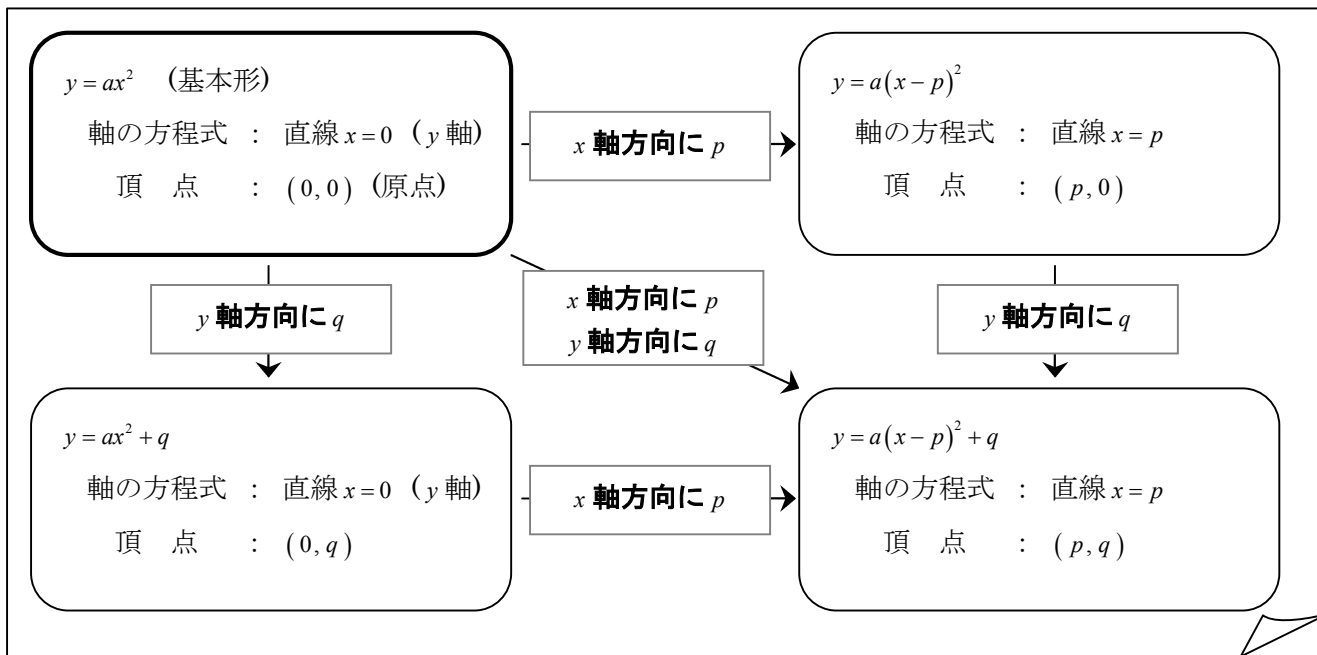 y = ax² (基本形)
軸の方程式 : 直線 x = 0 (y 軸)
頂 点 : (0, 0) (原点)
x 軸方向に p
y = a(x − p)²
軸の方程式 : 直線 x = p
頂 点 : (p, 0)
y 軸方向に q
x 軸方向に p
y 軸方向に q
y 軸方向に q
y = ax² + q
軸の方程式 : 直線 x = 0 (y 軸)
頂 点 : (0, q)
x 軸方向に p
y = a(x − p)² + q
軸の方程式 : 直線 x = p
頂 点 : (p, q)